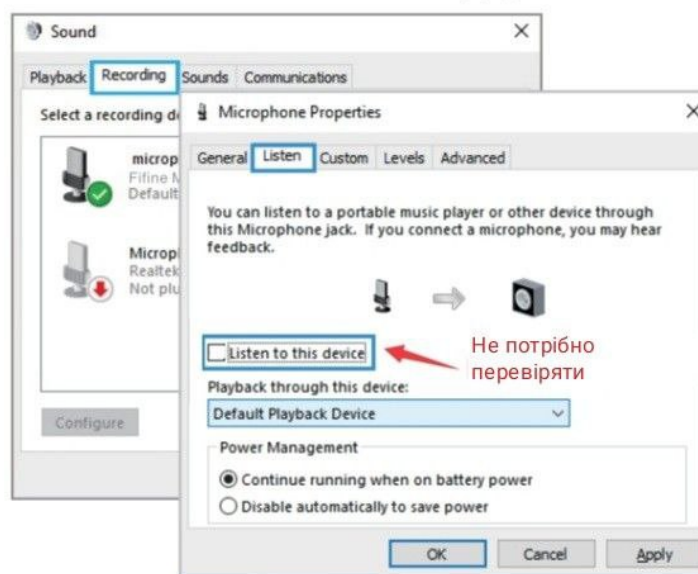 Sound
Playback Recording Sounds Communications
Select a recording
Fifine
Default
Realtek
Not
Configure
Microphone Properties
General Listen Custom Levels Advanced
You can listen to a portable music player or other device through
this Microphone jack. If you connect a microphone, you may hear
feedback.
Listen to this device
Не потрібно
перевіряти
Playback through this device:
Default Playback Device
Power Management
Continue running when on battery power
Disable automatically to save power
OK Cancel Apply